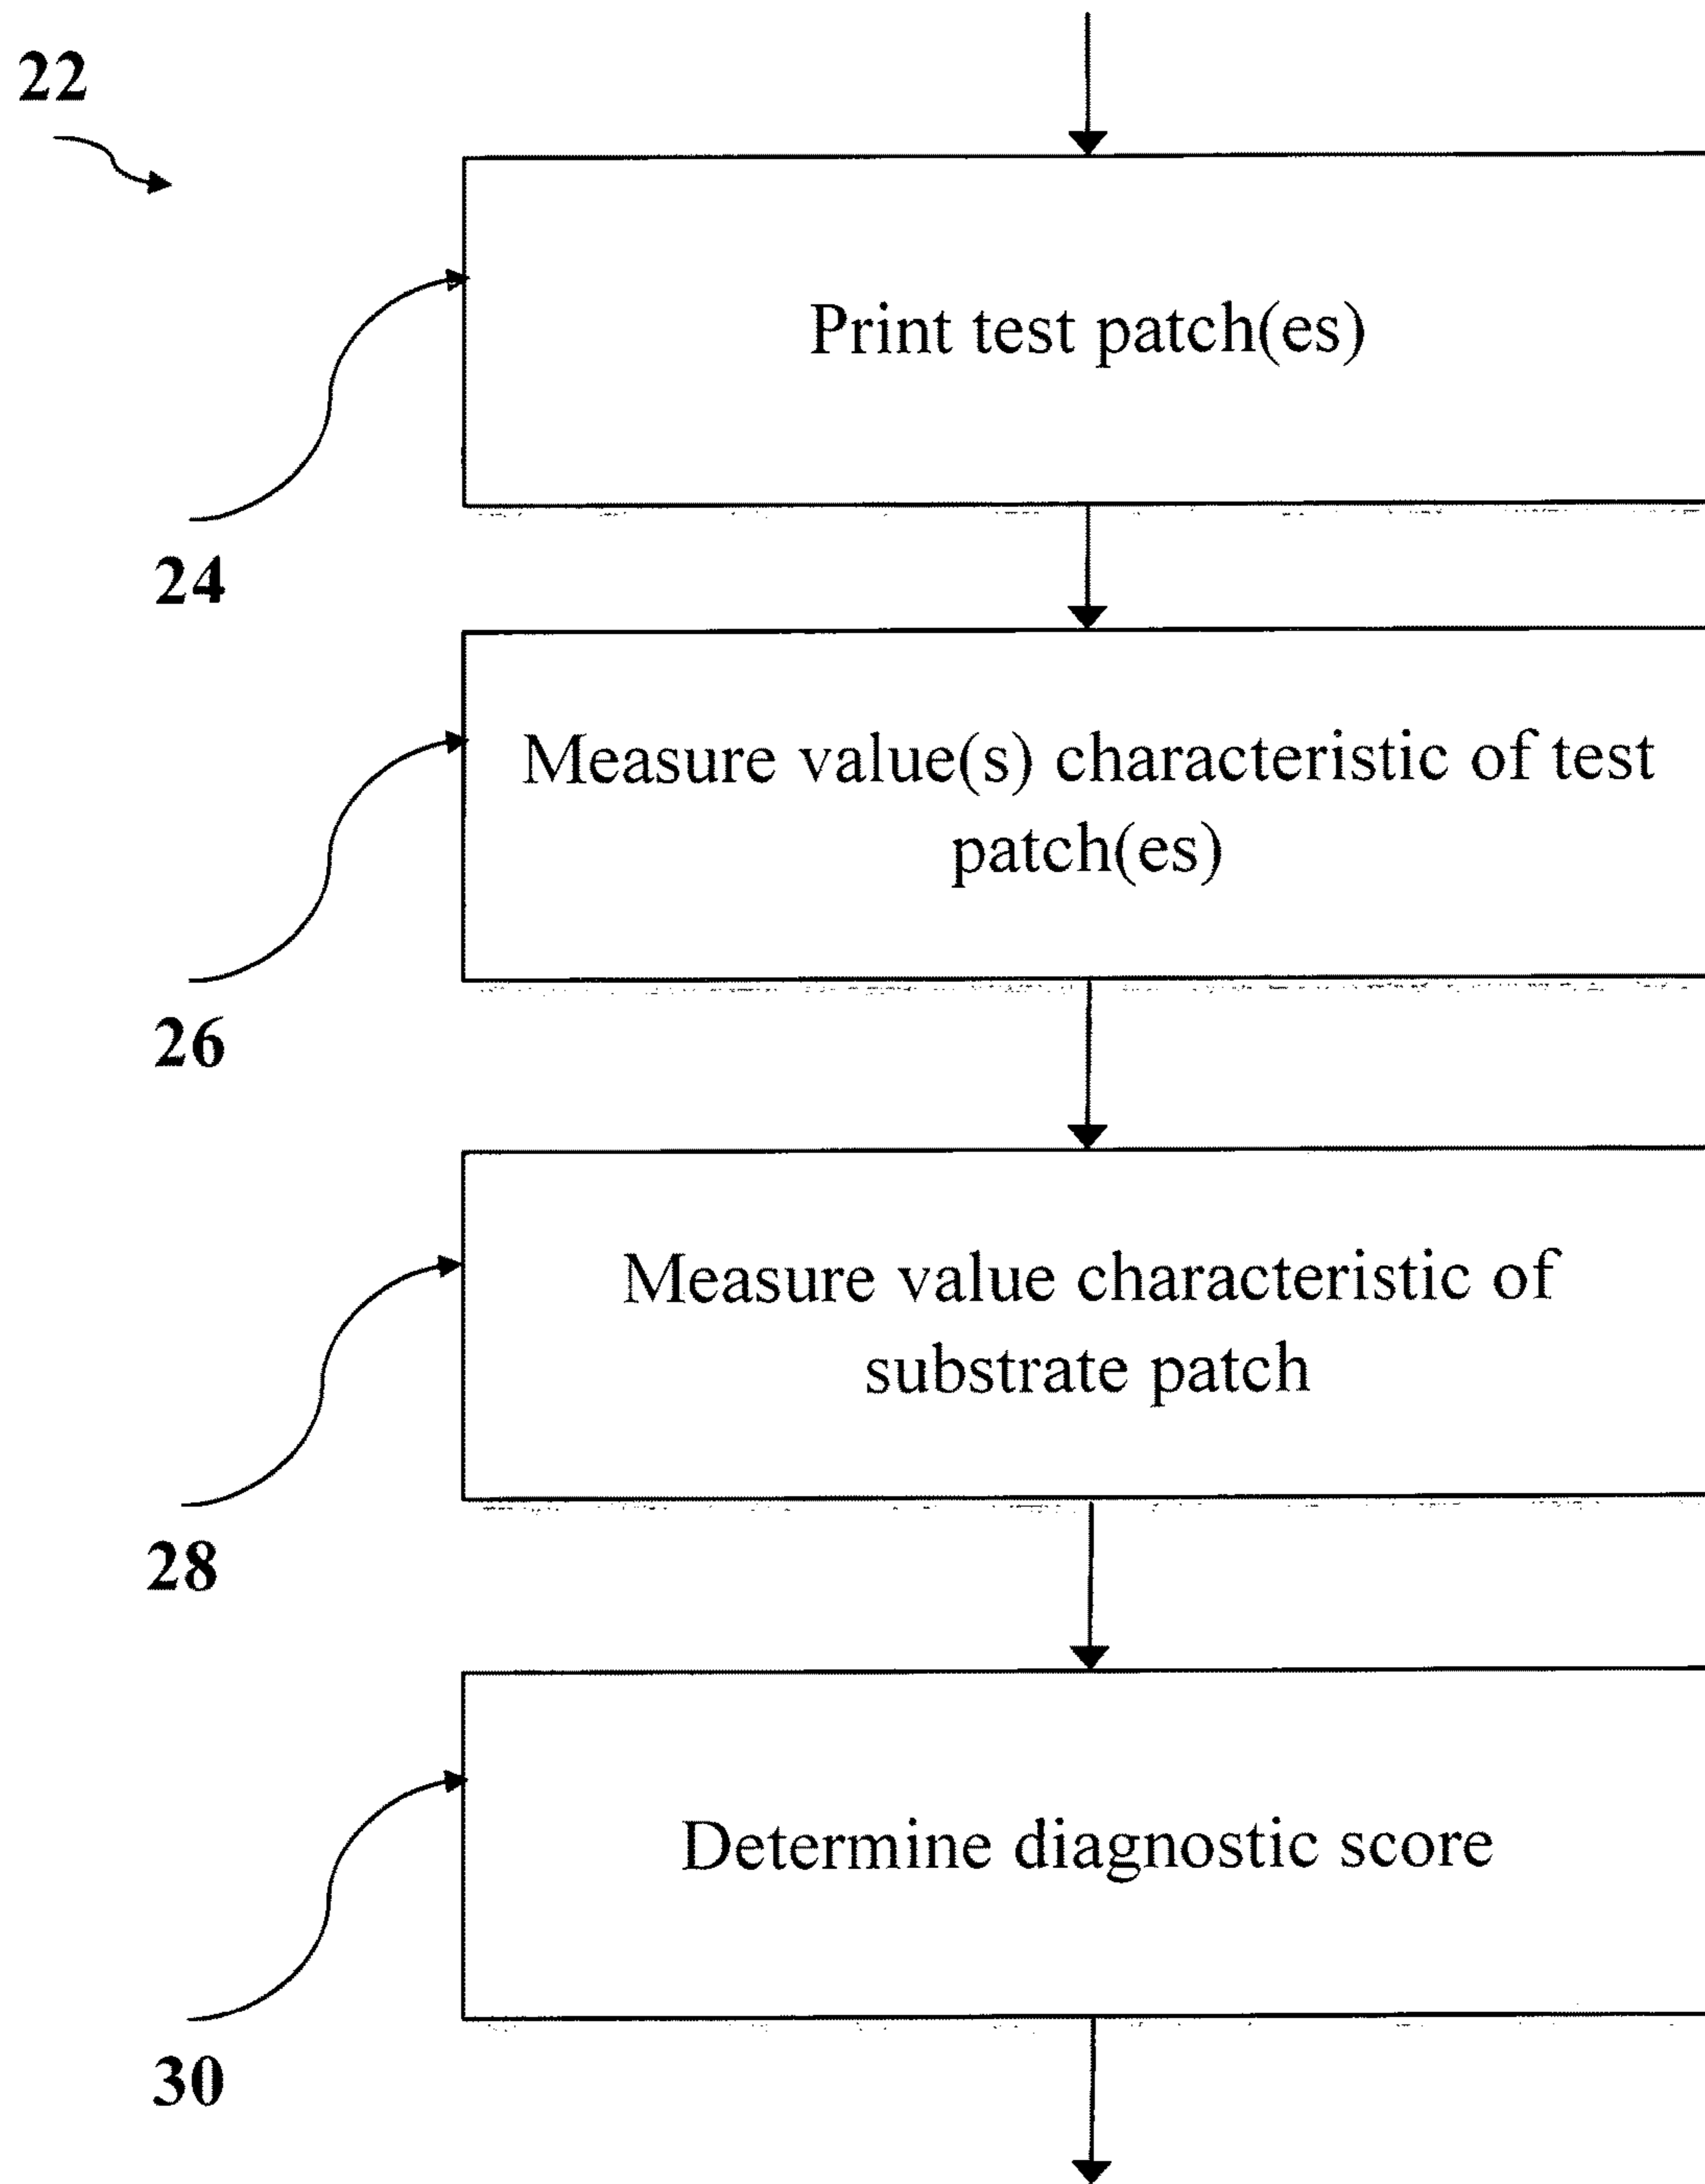 22
Print test patch(es)
24
Measure value(s) characteristic of test
patch(es)
26
Measure value characteristic of
substrate patch
28
Determine diagnostic score
30